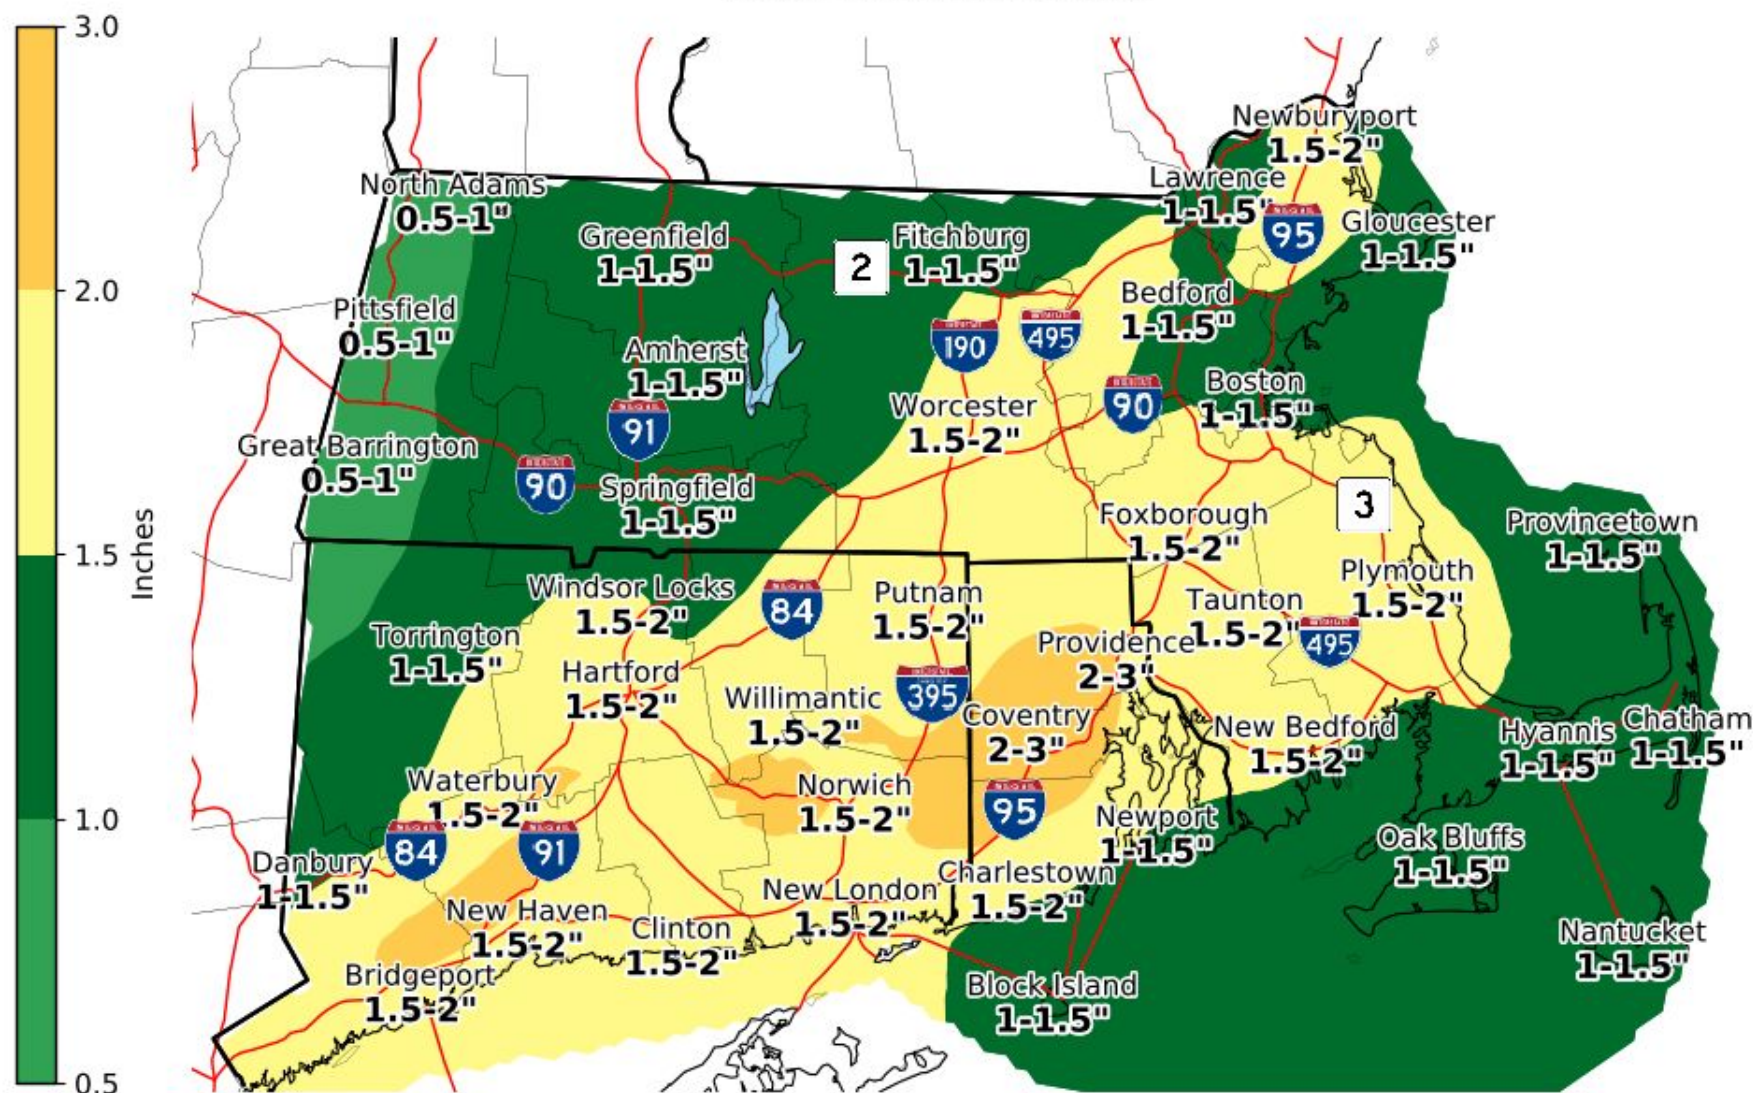 3.0
2.0
1.5
1.0
0.5
Inches
Newburyport
1.5-2"
Lawrence
1-1.5"
North Adams
0.5-1"
95
Gloucester
1-1.5"
Greenfield
1-1.5"
2
Fitchburg
1-1.5"
Pittsfield
0.5-1"
Bedford
1-1.5"
190
495
Amherst
1-1.5"
Boston
1-1.5"
90
Worcester
1.5-2"
91
Great Barrington
0.5-1"
90
Springfield
1-1.5"
3
Foxborough
1.5-2"
Provincetown
1-1.5"
Plymouth
1.5-2"
Windsor Locks
1.5-2"
84
Putnam
1.5-2"
Taunton
1.5-2"
495
Torrington
1-1.5"
Providence
2-3"
Hartford
1.5-2"
Willimantic
1.5-2"
395
Coventry
2-3"
New Bedford
1.5-2"
Hyannis
1-1.5"
Chatham
1-1.5"
Waterbury
1.5-2"
Norwich
1.5-2"
95
Newport
1-1.5"
84
91
Oak Bluffs
1-1.5"
Danbury
1-1.5"
Charlestown
1.5-2"
New London
1.5-2"
New Haven
1.5-2"
Clinton
1.5-2"
Nantucket
1-1.5"
Bridgeport
1.5-2"
Block Island
1-1.5"